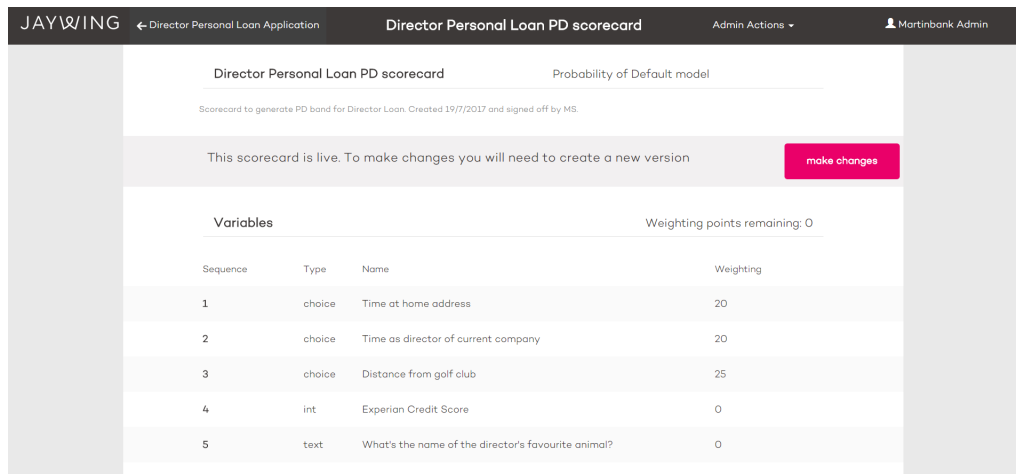 JAYWING ← Director Personal Loan Application Director Personal Loan PD scorecard Admin Actions Martinbank Admin
Director Personal Loan PD scorecard Probability of Default model
Scorecard to generate PD band for Director Loan. Created 19/7/2017 and signed off by MS.
This scorecard is live. To make changes you will need to create a new version make changes
Variables Weighting points remaining: 0
Sequence Type Name Weighting
1 choice Time at home address 20
2 choice Time as director of current company 20
3 choice Distance from golf club 25
4 int Experian Credit Score 0
5 text What's the name of the director's favourite animal? 0